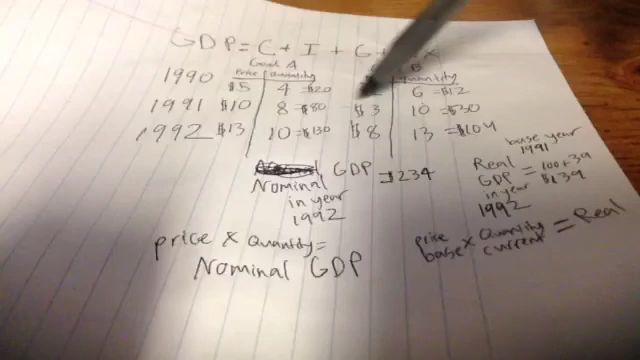 GDP = C + I + G + X
Good A
B
Price Quantity Quantity
1990 $5 4 = $20 6 = $12
1991 $10 8 = $80 $3 10 = $30
1992 $13 10 = $130 $8 13 = $104
GDP = $234
Nominal
in year
1992
base year
1991
Real
GDP = 100 + 39
in year $139
1992
price × Quantity =
Nominal GDP
price × Quantity = Real
base current